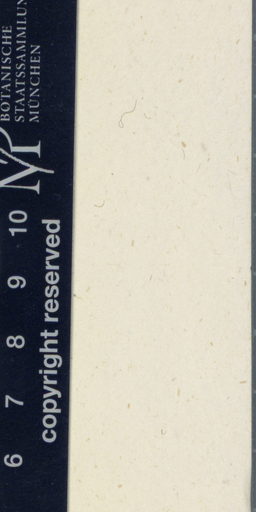 BOTANISCHE
STAATSSAMMLUN
MÜNCHEN
6 7 8 9 10
copyright reserved